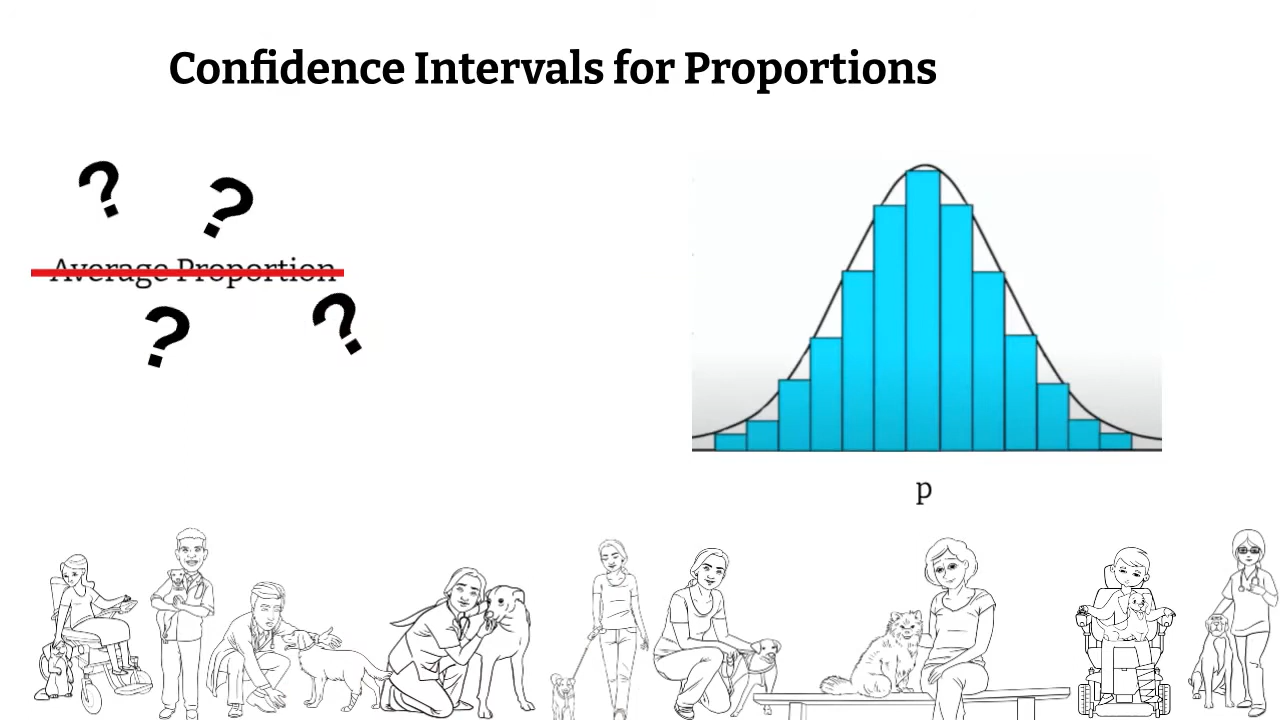 Confidence Intervals for Proportions
? ?
Average Proportion
? ?
p